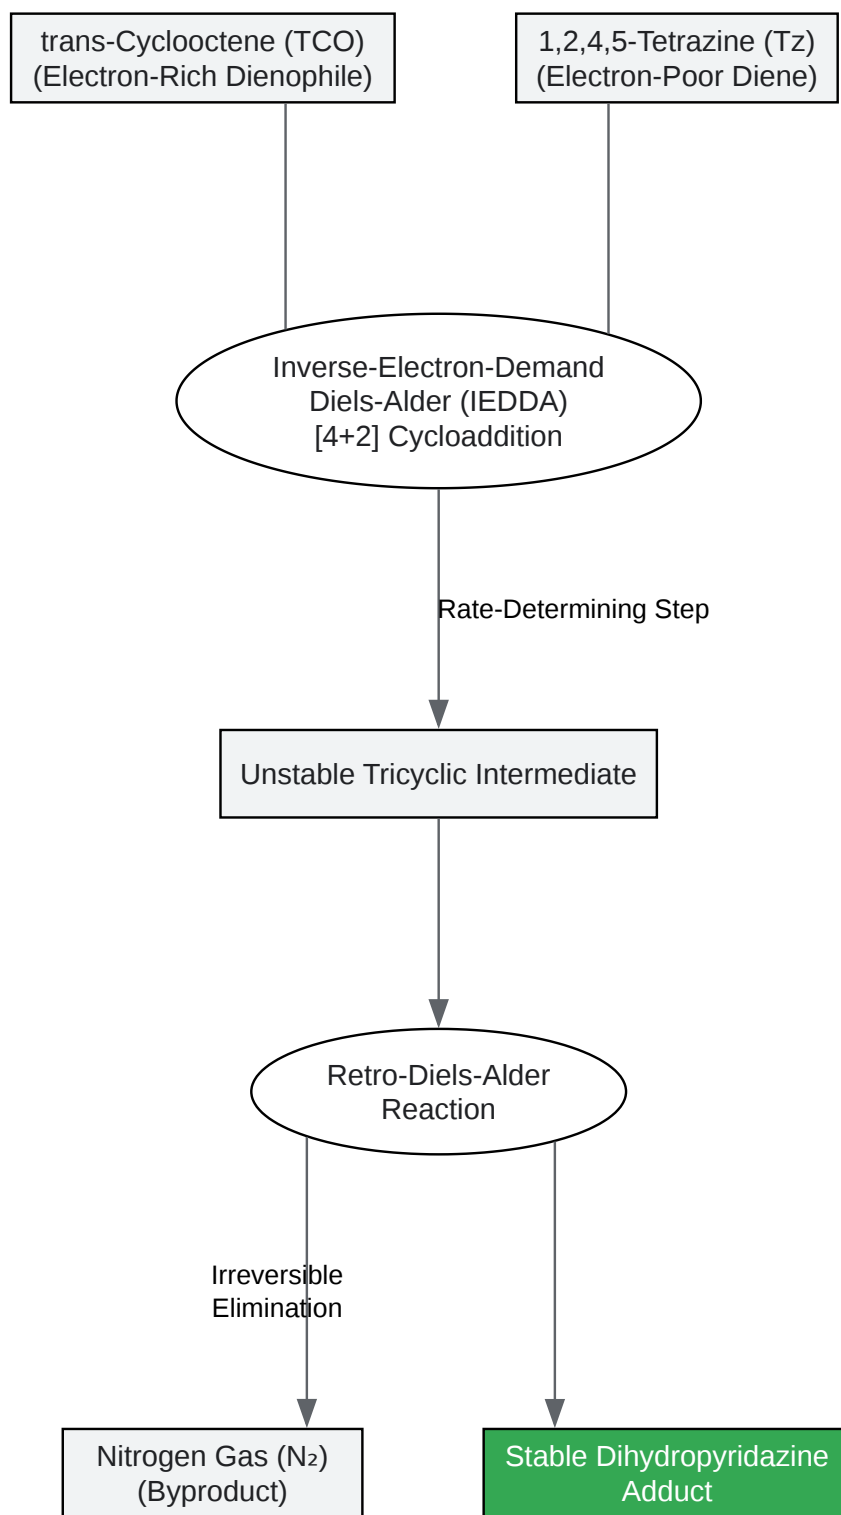 trans-Cyclooctene (TCO)
(Electron-Rich Dienophile)
1,2,4,5-Tetrazine (Tz)
(Electron-Poor Diene)
Inverse-Electron-Demand
Diels-Alder (IEDDA)
[4+2] Cycloaddition
Rate-Determining Step
Unstable Tricyclic Intermediate
Retro-Diels-Alder
Reaction
Irreversible
Elimination
Nitrogen Gas (N₂)
(Byproduct)
Stable Dihydropyridazine
Adduct